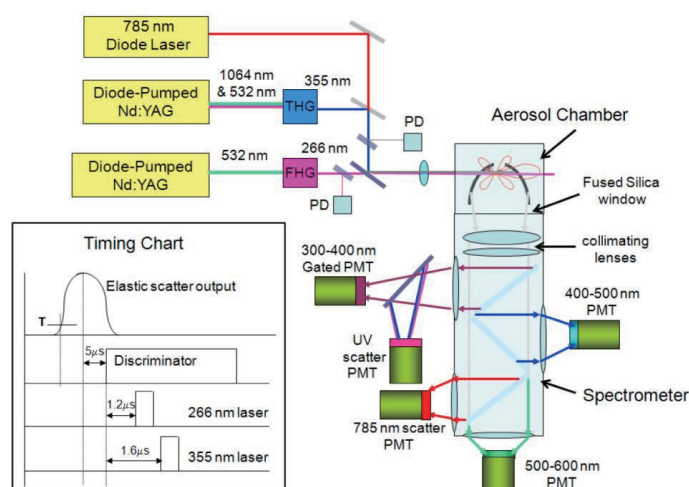 785 nm
Diode Laser
1064 nm
& 532 nm
355 nm
Diode-Pumped
Nd:YAG
THG
PD
Aerosol Chamber
532 nm
266 nm
Diode-Pumped
Nd:YAG
FHG
PD
Fused Silica
window
collimating
lenses
Timing Chart
Elastic scatter output
T
5µs
Discriminator
1.2µs
266 nm laser
1.6µs
355 nm laser
300-400 nm
Gated PMT
400-500 nm
PMT
UV
scatter
PMT
Spectrometer
785 nm scatter
PMT
500-600 nm
PMT